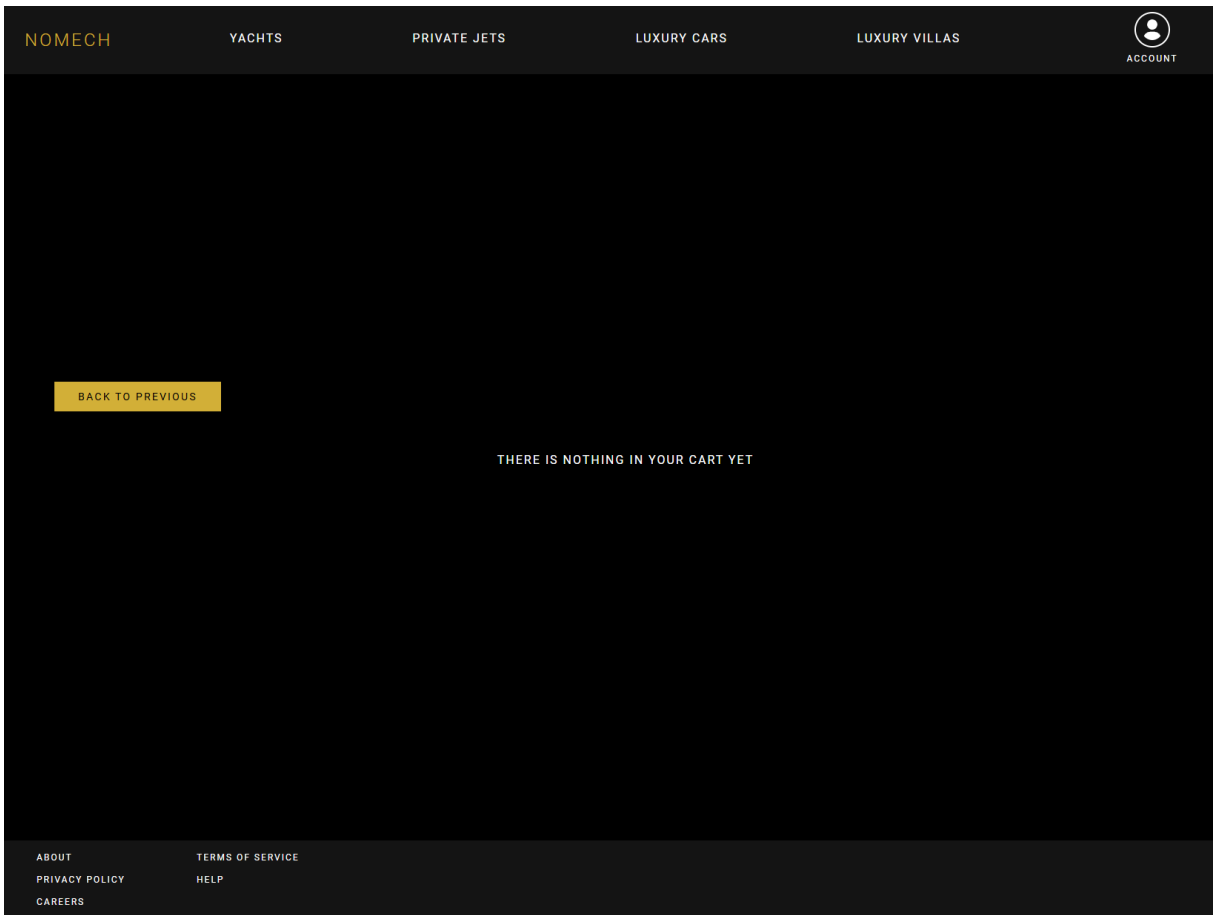 NOMECH
YACHTS
PRIVATE JETS
LUXURY CARS
LUXURY VILLAS
ACCOUNT
BACK TO PREVIOUS
THERE IS NOTHING IN YOUR CART YET
ABOUT
TERMS OF SERVICE
PRIVACY POLICY
HELP
CAREERS